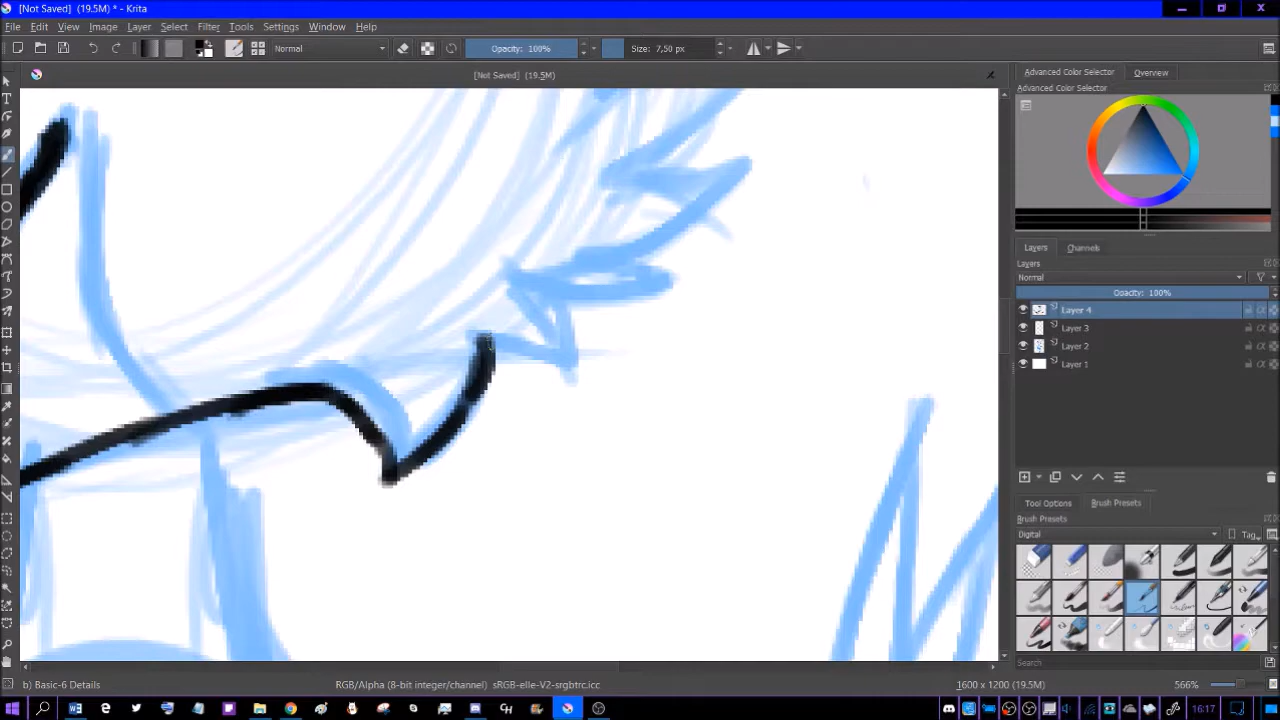 [Not Saved] (19.5M) * - Krita
File Edit View Image Layer Select Filter Tools Settings Window Help
Normal Opacity: 100% Size: 7,50 px
[Not Saved] (19.5M)
Advanced Color Selector Overview
Advanced Color Selector
Layers Channels
Layers
Normal
Opacity: 100%
Layer 4
Layer 3
Layer 2
Layer 1
Tool Options Brush Presets
Brush Presets
Digital Tag
Search
b) Basic-6 Details RGB/Alpha (8-bit integer/channel) sRGB-elle-V2-srgbtrc.icc 1600 x 1200 (19.5M) 566%
16:17